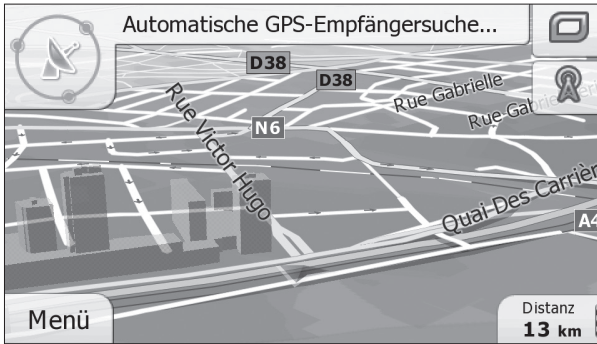 Automatische GPS-Empfängersuche...
D38
D38
Rue Gabrielle
Rue Victor Hugo
N6
Quai Des Carrièr
A4
Menü
Distanz
13 km